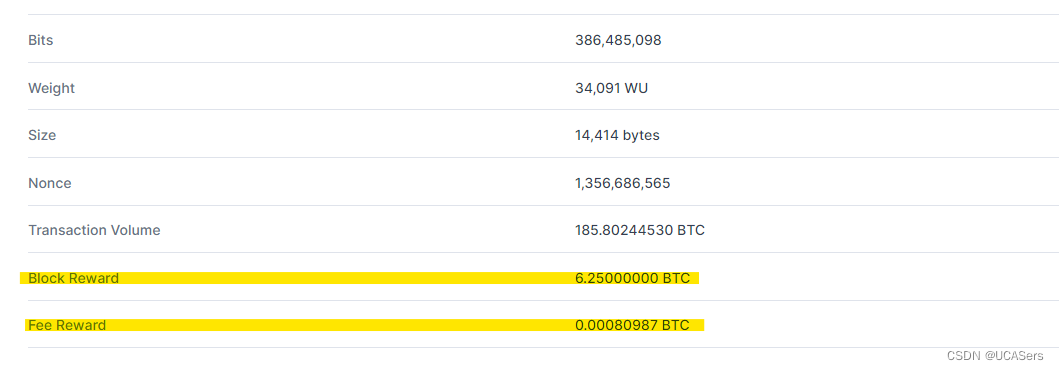 Bits 386,485,098
Weight 34,091 WU
Size 14,414 bytes
Nonce 1,356,686,565
Transaction Volume 185.80244530 BTC
Block Reward 6.25000000 BTC
Fee Reward 0.00080987 BTC
CSDN @UCASers